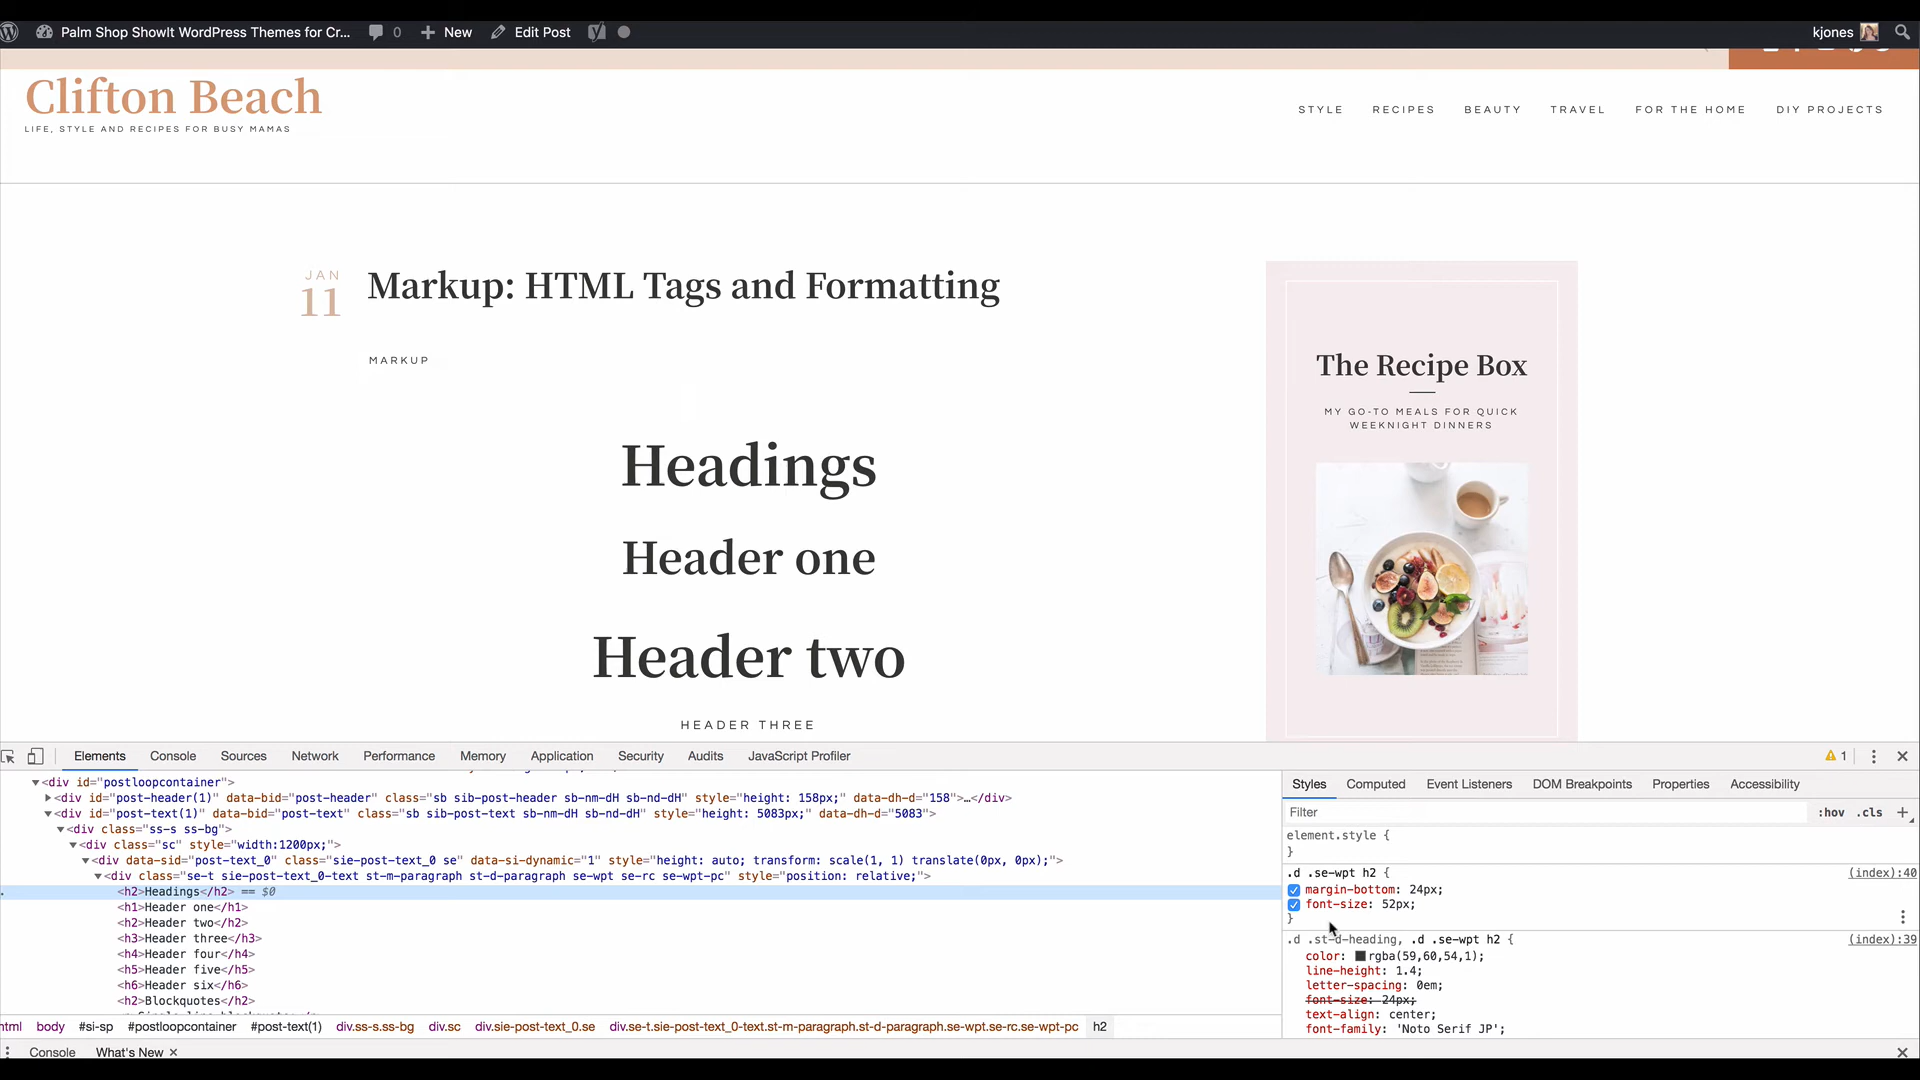 Palm Shop ShowIt WordPress Themes for Cr... 0 New Edit Post kjones
Clifton Beach
LIFE, STYLE AND RECIPES FOR BUSY MAMAS
STYLE RECIPES BEAUTY TRAVEL FOR THE HOME DIY PROJECTS
JAN
11
Markup: HTML Tags and Formatting
MARKUP
Headings
Header one
Header two
HEADER THREE
The Recipe Box
MY GO-TO MEALS FOR QUICK
WEEKNIGHT DINNERS
Elements Console Sources Network Performance Memory Application Security Audits JavaScript Profiler 1
<div id="postloopcontainer">
<div id="post-header(1)" data-bid="post-header" class="sb sib-post-header sb-nm-dH sb-nd-dH" style="height: 158px;" data-dh-d="158">…</div>
<div id="post-text(1)" data-bid="post-text" class="sb sib-post-text sb-nm-dH sb-nd-dH" style="height: 5083px;" data-dh-d="5083">
<div class="ss-s ss-bg">
<div class="sc" style="width:1200px;">
<div data-sid="post-text_0" class="sie-post-text_0 se" data-si-dynamic="1" style="height: auto; transform: scale(1, 1) translate(0px, 0px);">
<div class="se-t sie-post-text_0-text st-m-paragraph st-d-paragraph se-wpt se-rc se-wpt-pc" style="position: relative;">
<h2>Headings</h2> == $0
<h1>Header one</h1>
<h2>Header two</h2>
<h3>Header three</h3>
<h4>Header four</h4>
<h5>Header five</h5>
<h6>Header six</h6>
<h2>Blockquotes</h2>
html body #si-sp #postloopcontainer #post-text(1) div.ss-s.ss-bg div.sc div.sie-post-text_0.se div.se-t.sie-post-text_0-text.st-m-paragraph.st-d-paragraph.se-wpt.se-rc.se-wpt-pc h2
Styles Computed Event Listeners DOM Breakpoints Properties Accessibility
Filter :hov .cls +
element.style {
}
.d .se-wpt h2 { (index):40
margin-bottom: 24px;
font-size: 52px;
}
.d .st-d-heading, .d .se-wpt h2 { (index):39
color: rgba(59,60,54,1);
line-height: 1.4;
letter-spacing: 0em;
font-size: 24px;
text-align: center;
font-family: 'Noto Serif JP';
Console What's New ×